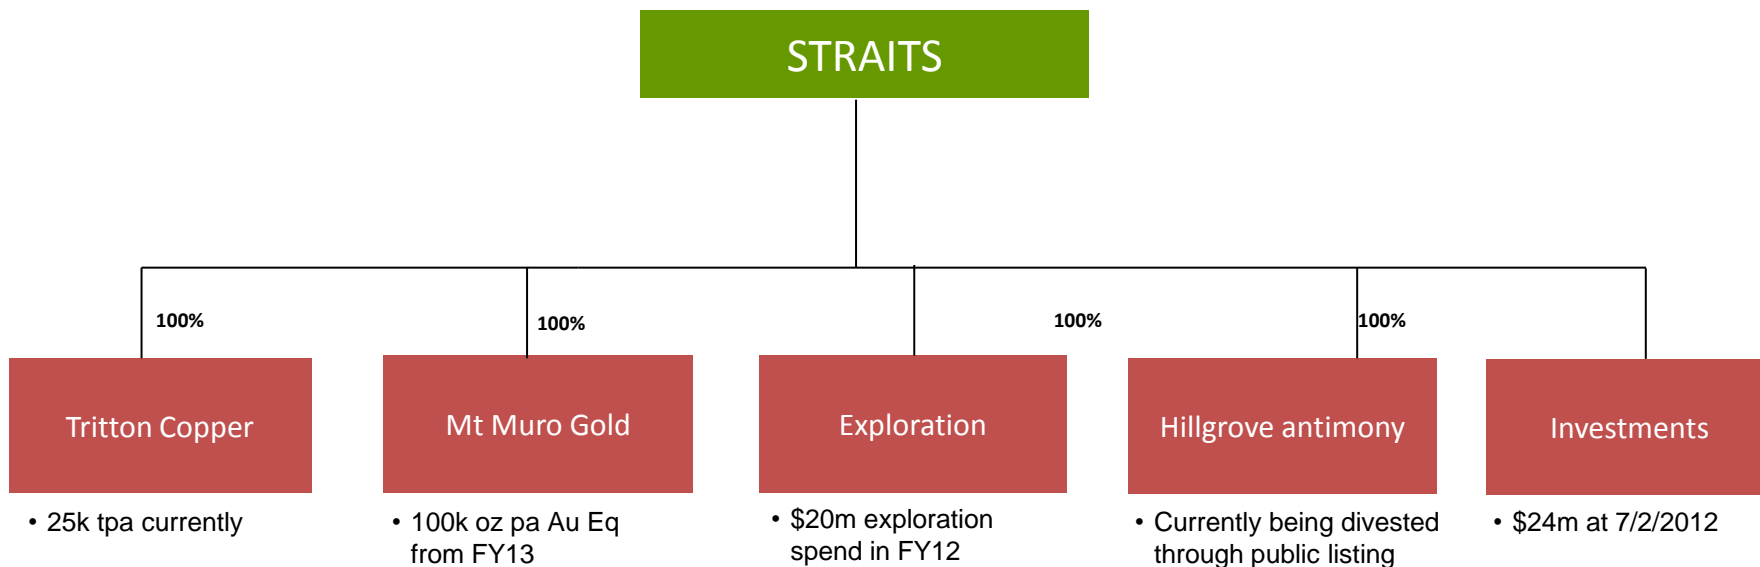 STRAITS
100%
100%
100%
100%
Tritton Copper
Mt Muro Gold
Exploration
Hillgrove antimony
Investments
• 25k tpa currently
• 100k oz pa Au Eq
from FY13
• $20m exploration
spend in FY12
• Currently being divested
through public listing
• $24m at 7/2/2012